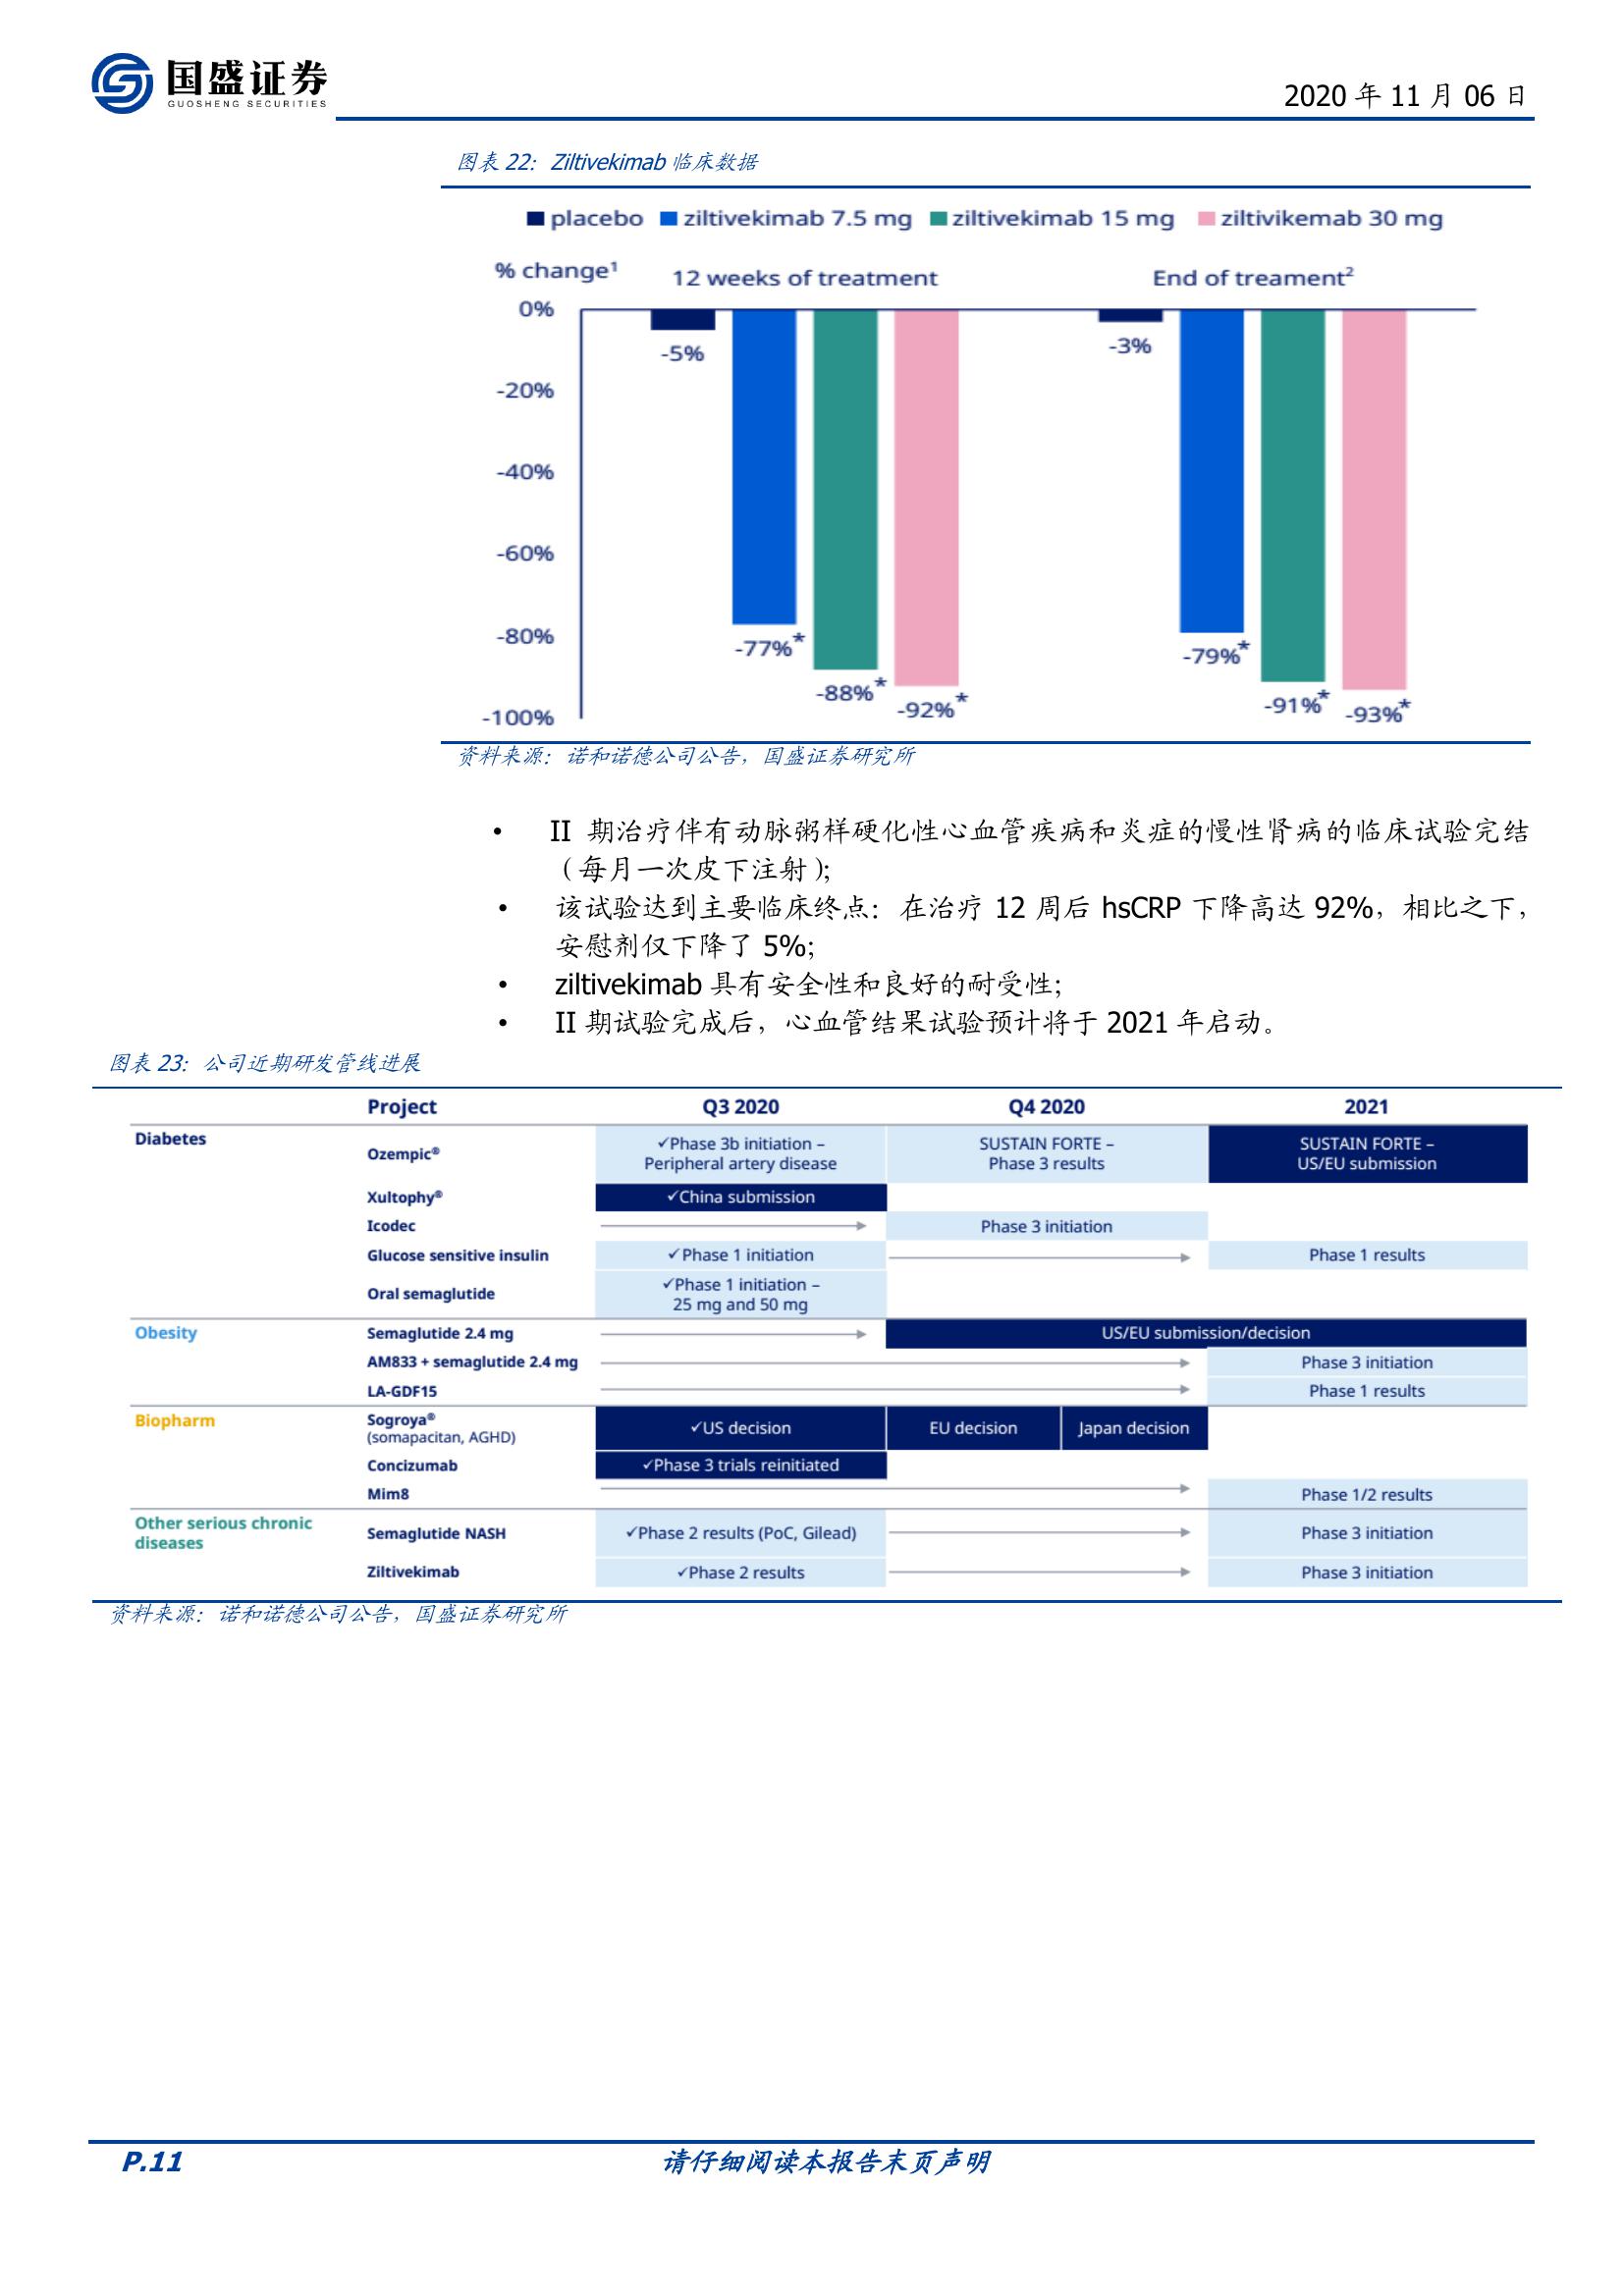 国盛证券
GUOSHENG SECURITIES
2020 年 11 月 06 日
图表 22：Ziltivekimab 临床数据
placebo ziltivekimab 7.5 mg ziltivekimab 15 mg ziltivikemab 30 mg
% change¹ 12 weeks of treatment End of treament²
0%
-5% -3%
-20%
-40%
-60%
-80%
-77%* -79%*
-88%* -91%*
-92%* -93%*
-100%
资料来源：诺和诺德公司公告，国盛证券研究所
• II 期治疗伴有动脉粥样硬化性心血管疾病和炎症的慢性肾病的临床试验完结
（每月一次皮下注射）；
• 该试验达到主要临床终点：在治疗 12 周后 hsCRP 下降高达 92%，相比之下，
安慰剂仅下降了 5%；
• ziltivekimab 具有安全性和良好的耐受性；
• II 期试验完成后，心血管结果试验预计将于 2021 年启动。
图表 23：公司近期研发管线进展
Project Q3 2020 Q4 2020 2021
Diabetes
Ozempic®
✓Phase 3b initiation –
Peripheral artery disease
SUSTAIN FORTE –
Phase 3 results
SUSTAIN FORTE –
US/EU submission
Xultophy® ✓China submission
Icodec Phase 3 initiation
Glucose sensitive insulin ✓Phase 1 initiation Phase 1 results
Oral semaglutide
✓Phase 1 initiation –
25 mg and 50 mg
Obesity Semaglutide 2.4 mg US/EU submission/decision
AM833 + semaglutide 2.4 mg Phase 3 initiation
LA-GDF15 Phase 1 results
Biopharm
Sogroya®
(somapacitan, AGHD)
✓US decision EU decision Japan decision
Concizumab ✓Phase 3 trials reinitiated
Mim8 Phase 1/2 results
Other serious chronic
diseases
Semaglutide NASH ✓Phase 2 results (PoC, Gilead) Phase 3 initiation
Ziltivekimab ✓Phase 2 results Phase 3 initiation
资料来源：诺和诺德公司公告，国盛证券研究所
P.11 请仔细阅读本报告末页声明